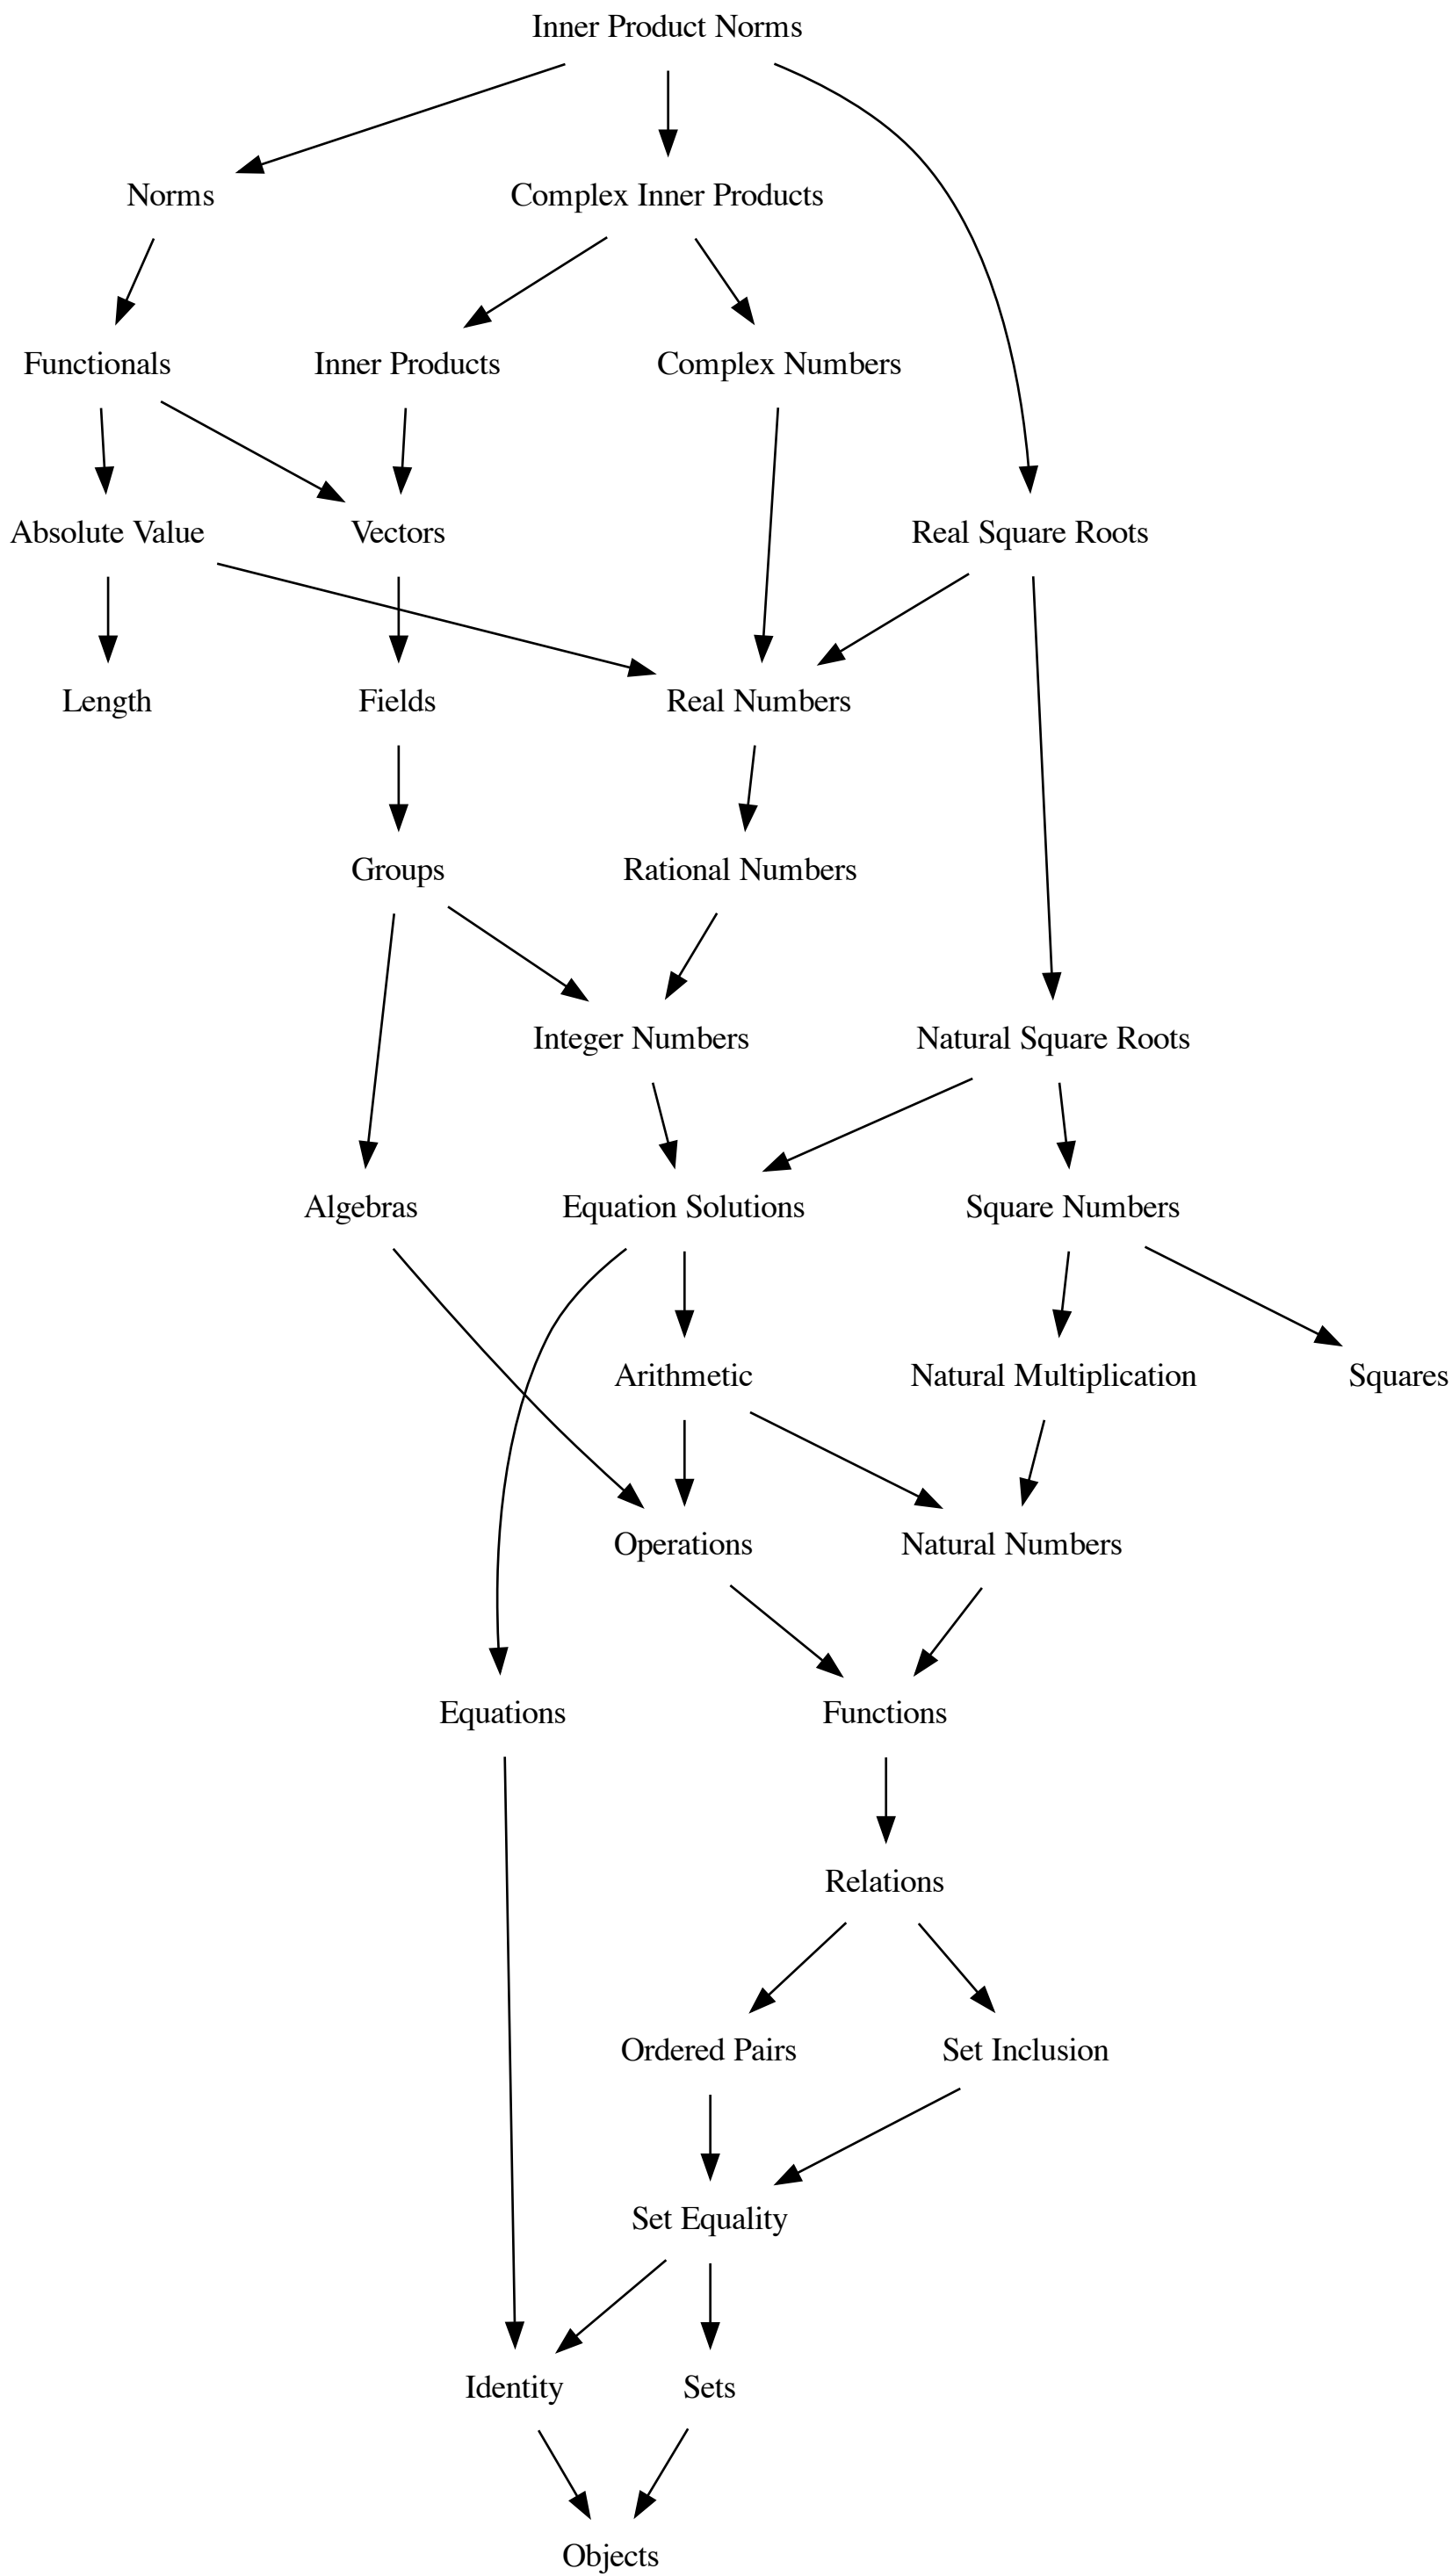 Inner Product Norms
Norms
Complex Inner Products
Functionals
Inner Products
Complex Numbers
Absolute Value
Vectors
Real Square Roots
Length
Fields
Real Numbers
Groups
Rational Numbers
Integer Numbers
Natural Square Roots
Algebras
Equation Solutions
Square Numbers
Arithmetic
Natural Multiplication
Squares
Operations
Natural Numbers
Equations
Functions
Relations
Ordered Pairs
Set Inclusion
Set Equality
Identity
Sets
Objects